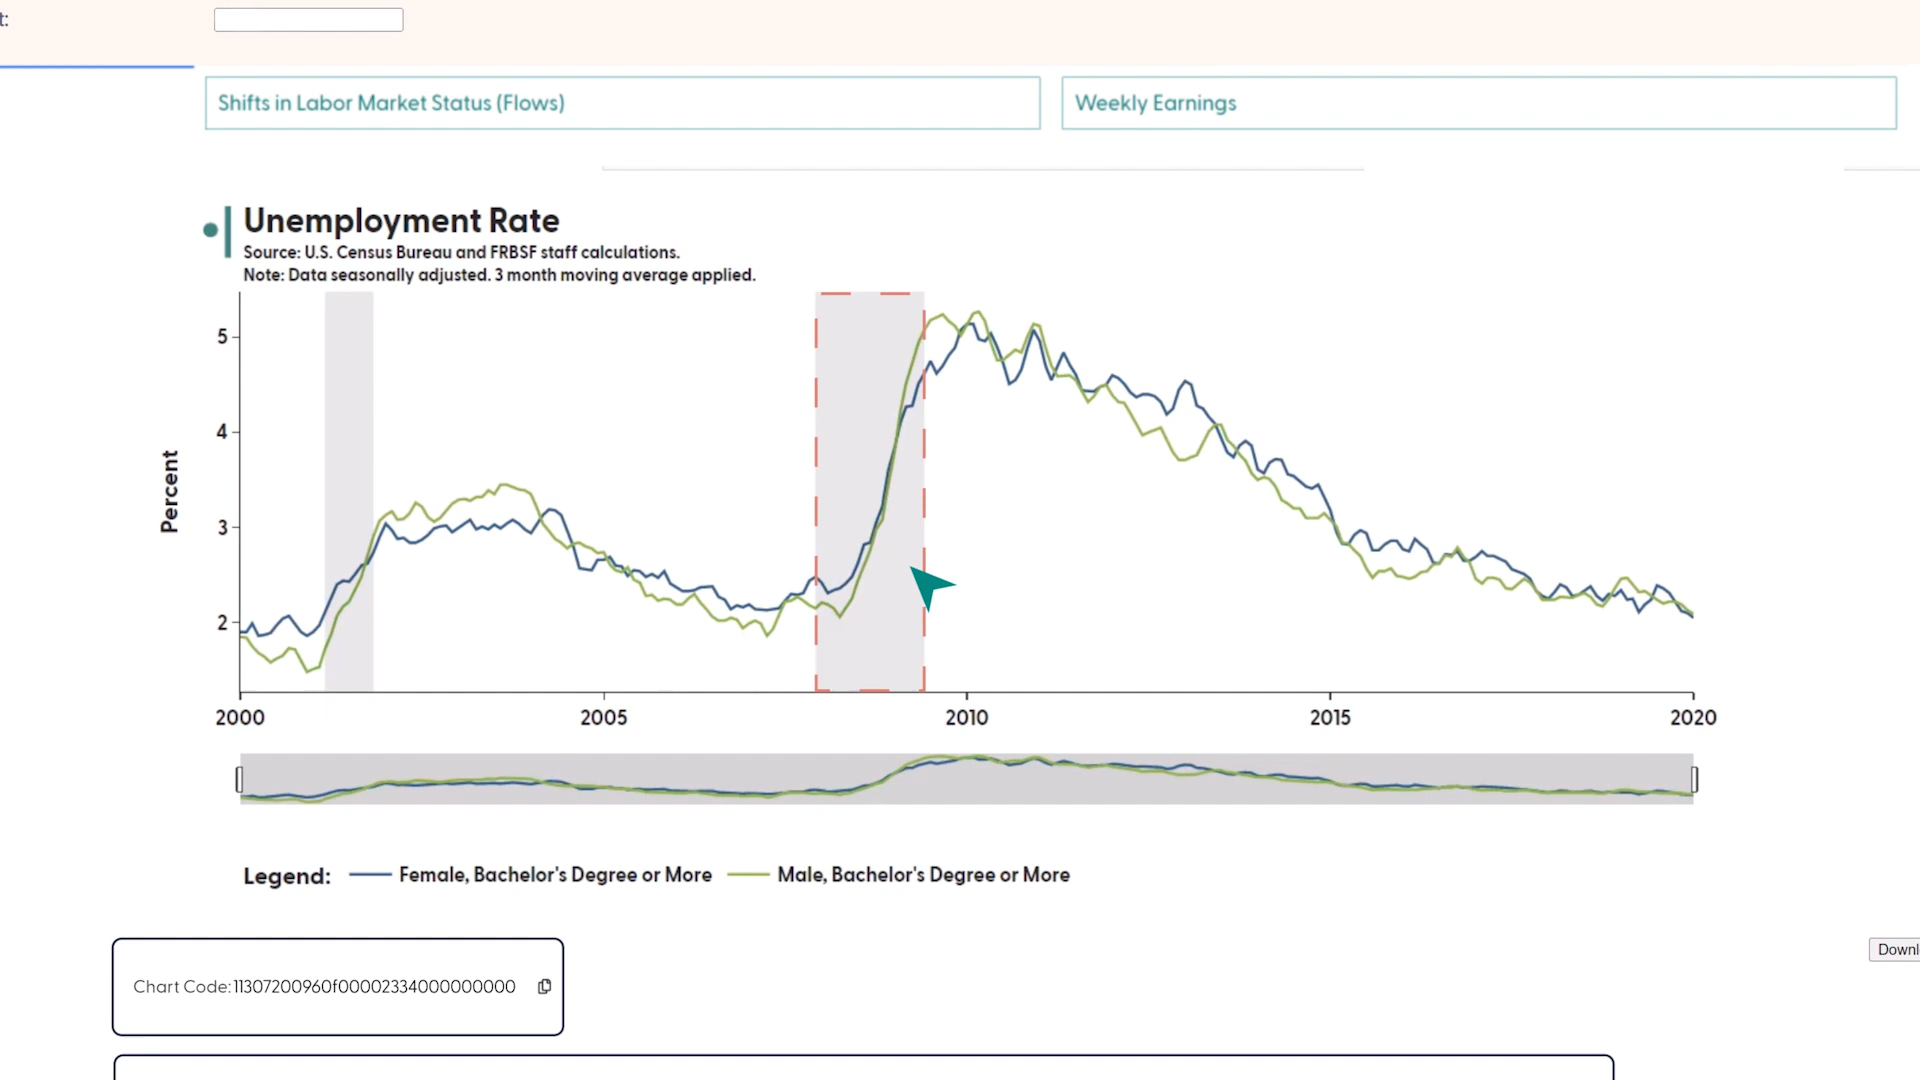 t:
Shifts in Labor Market Status (Flows)
Weekly Earnings
Unemployment Rate
Source: U.S. Census Bureau and FRBSF staff calculations.
Note: Data seasonally adjusted. 3 month moving average applied.
5
4
3
2
Percent
2000 2005 2010 2015 2020
Legend: Female, Bachelor's Degree or More Male, Bachelor's Degree or More
Downl
Chart Code:11307200960f00002334000000000